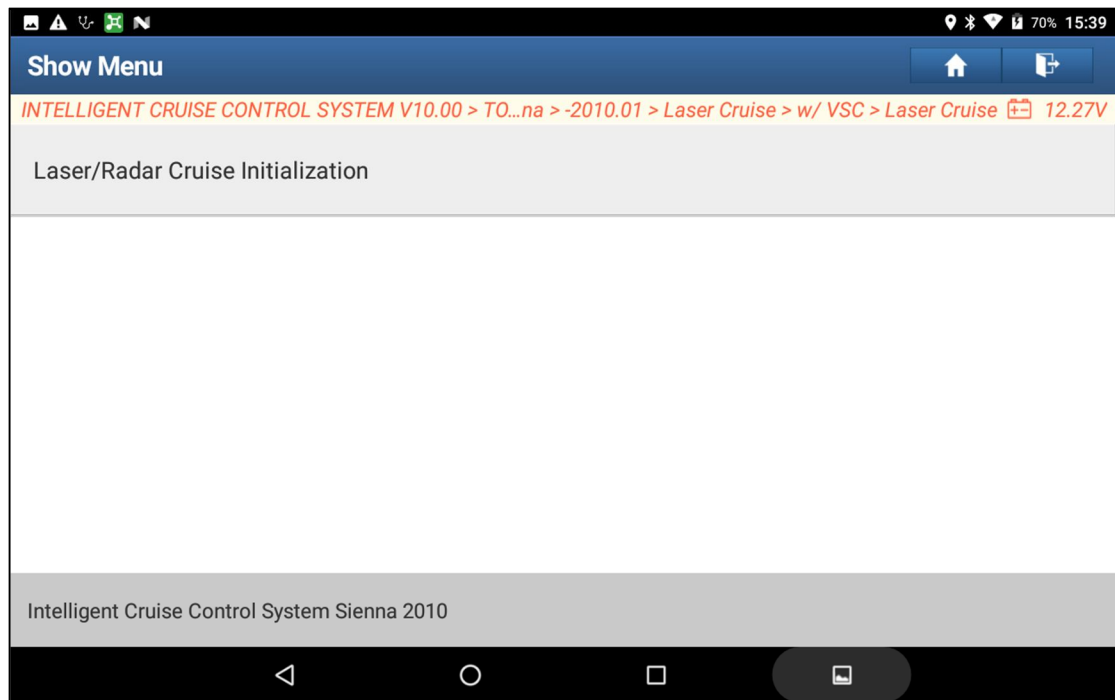 70% 15:39
Show Menu
INTELLIGENT CRUISE CONTROL SYSTEM V10.00 > TO...na > -2010.01 > Laser Cruise > w/ VSC > Laser Cruise 12.27V
Laser/Radar Cruise Initialization
Intelligent Cruise Control System Sienna 2010